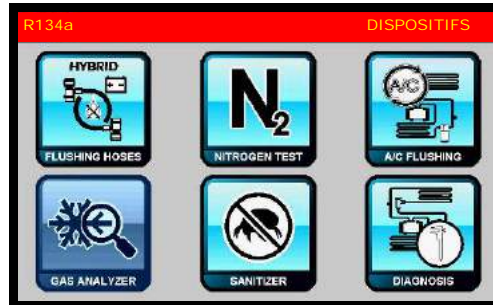 R134a DISPOSITIFS
HYBRID
FLUSHING HOSES
N2
NITROGEN TEST
A/C
A/C FLUSHING
GAS ANALYZER
SANITIZER
DIAGNOSIS